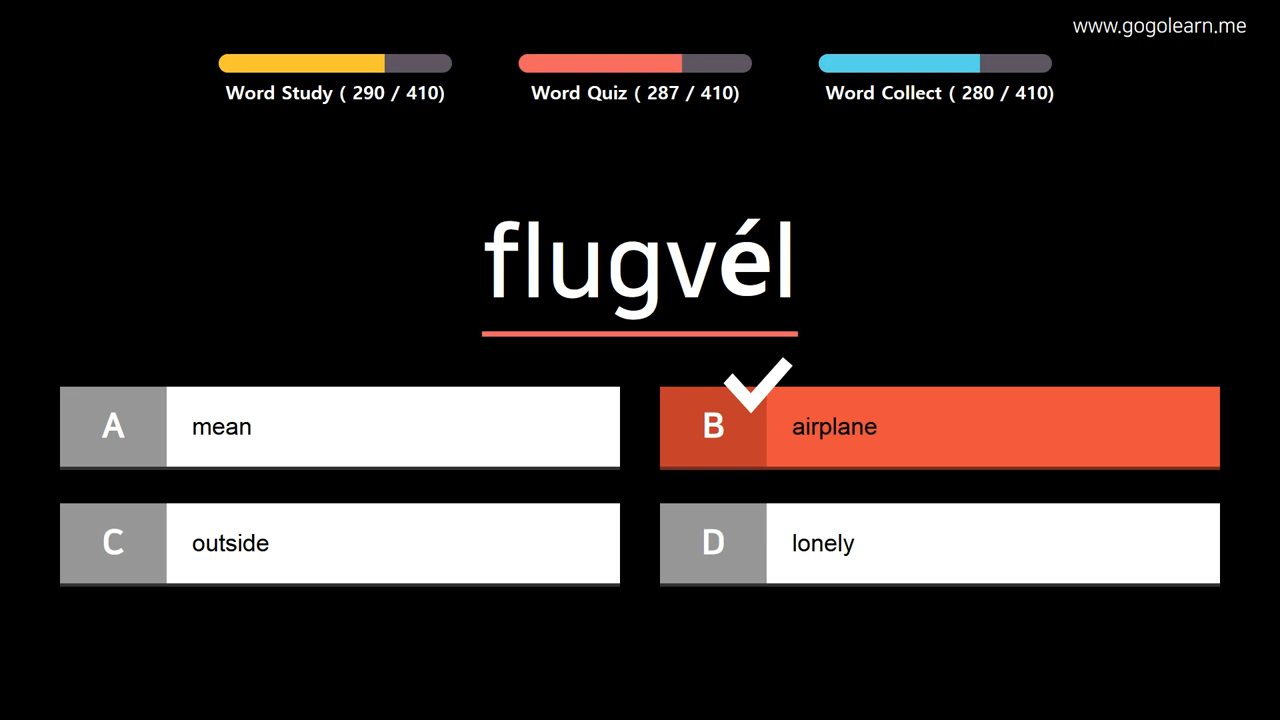 www.gogolearn.me
Word Study ( 290 / 410)
Word Quiz ( 287 / 410)
Word Collect ( 280 / 410)
flugvél
A mean
B airplane
C outside
D lonely